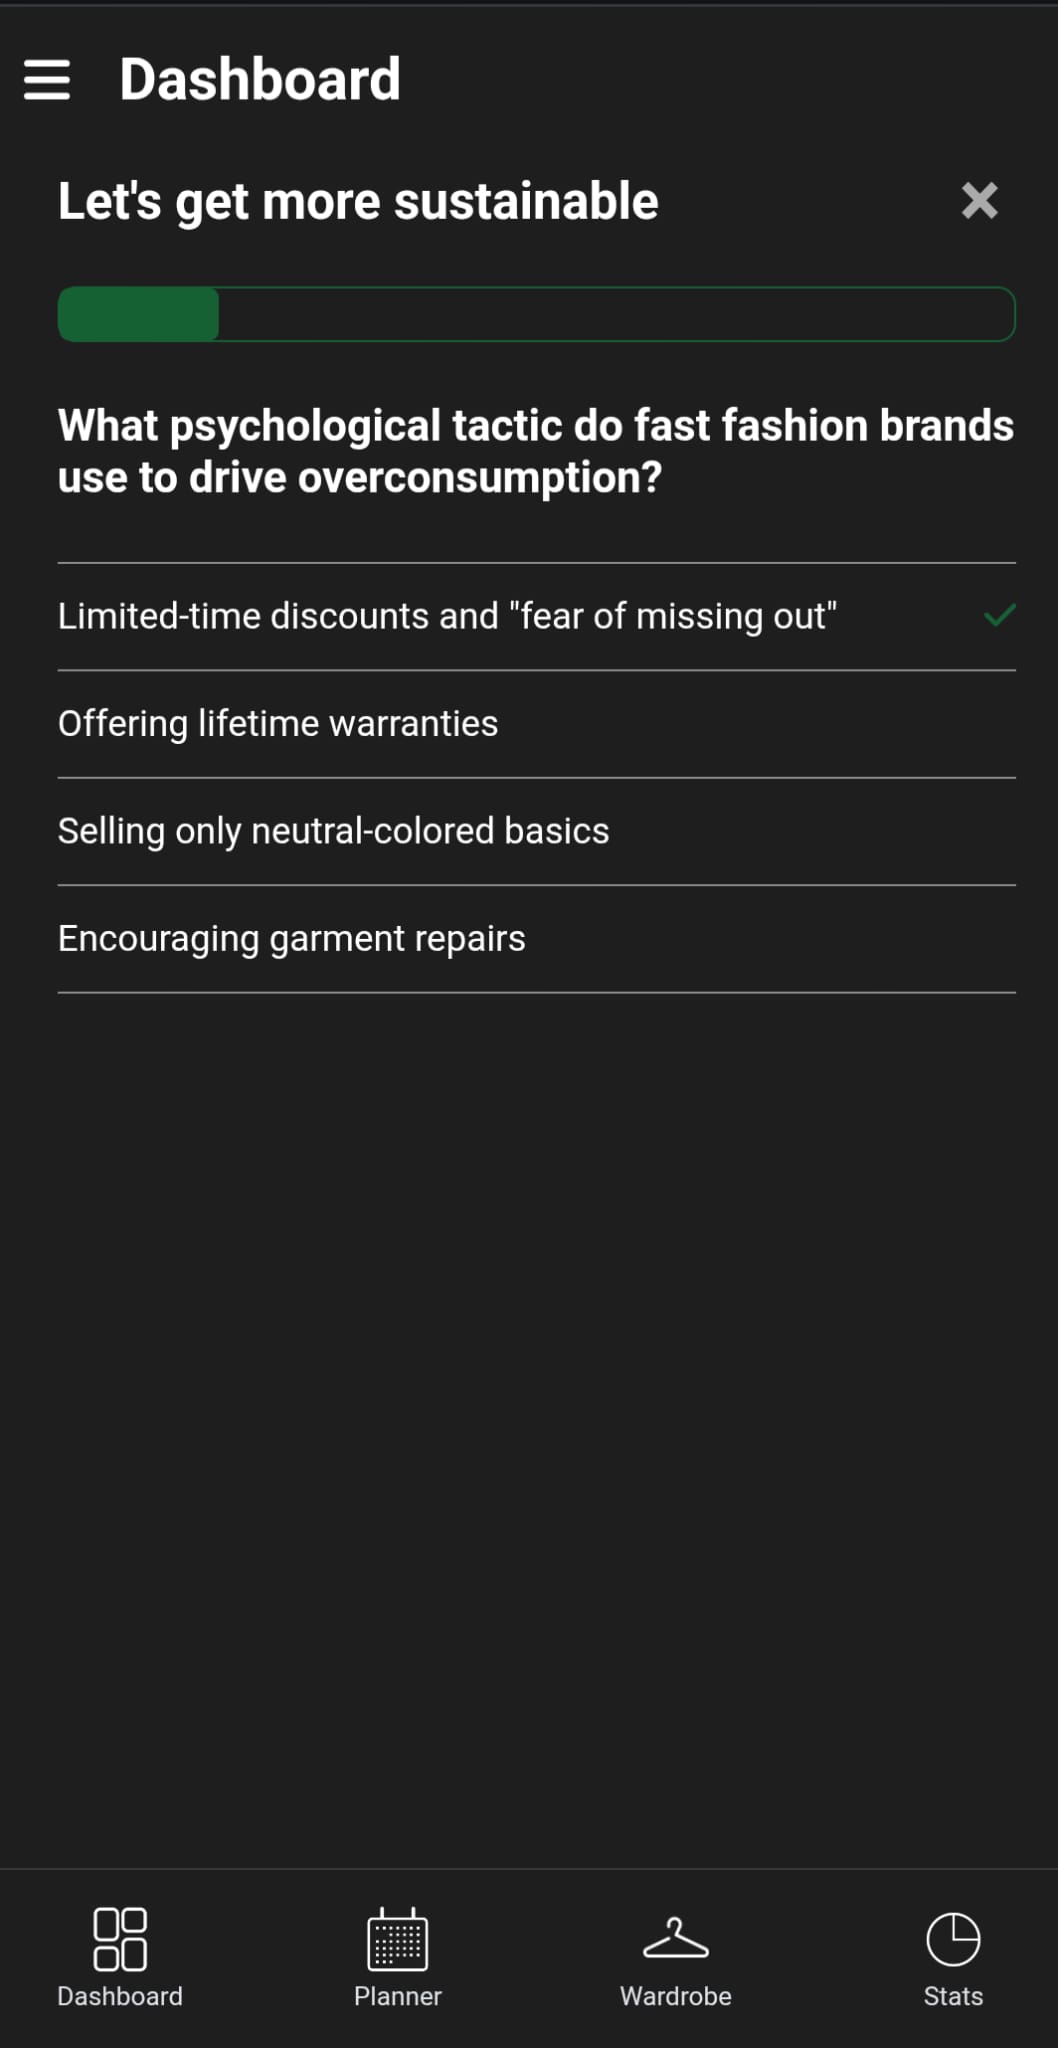 Dashboard
Let's get more sustainable
What psychological tactic do fast fashion brands
use to drive overconsumption?
Limited-time discounts and "fear of missing out"
Offering lifetime warranties
Selling only neutral-colored basics
Encouraging garment repairs
Dashboard
Planner
Wardrobe
Stats